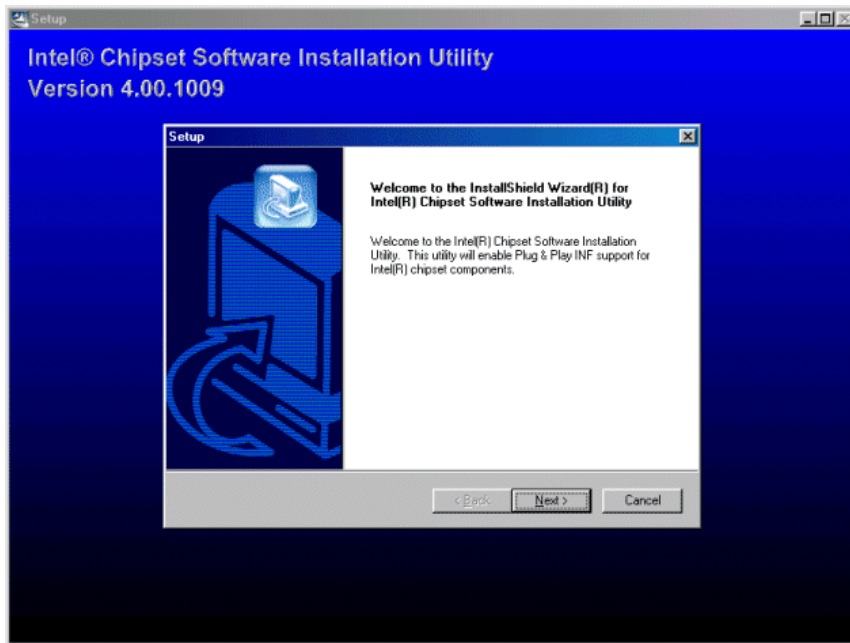 Setup
Intel® Chipset Software Installation Utility
Version 4.00.1009
Setup
Welcome to the InstallShield Wizard(R) for
Intel(R) Chipset Software Installation Utility
Welcome to the Intel(R) Chipset Software Installation
Utility. This utility will enable Plug & Play INF support for
Intel(R) chipset components.
< Back
Next >
Cancel